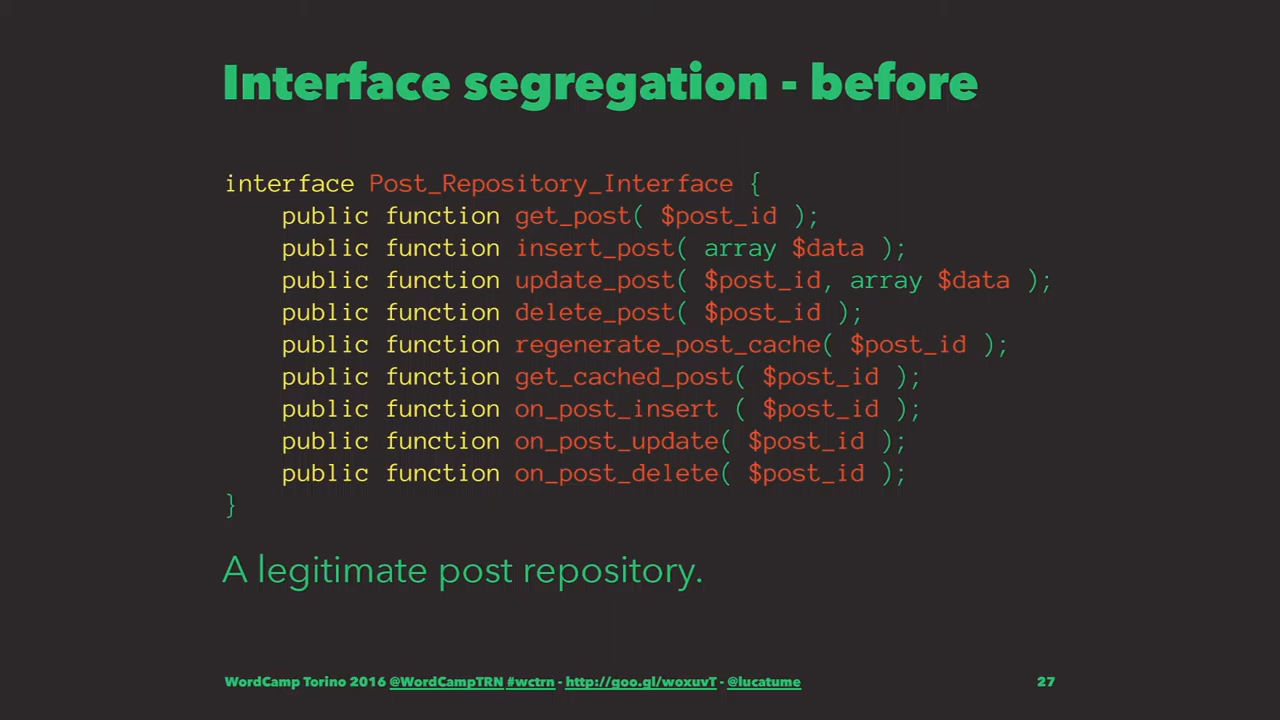 Interface segregation - before
interface Post_Repository_Interface {
    public function get_post( $post_id );
    public function insert_post( array $data );
    public function update_post( $post_id, array $data );
    public function delete_post( $post_id );
    public function regenerate_post_cache( $post_id );
    public function get_cached_post( $post_id );
    public function on_post_insert ( $post_id );
    public function on_post_update( $post_id );
    public function on_post_delete( $post_id );
}
A legitimate post repository.
WordCamp Torino 2016 @WordCampTRN #wctrn - http://goo.gl/woxuvT - @lucatume 27